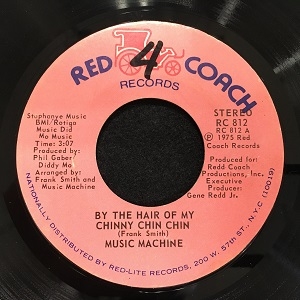 4
RED COACH
RECORDS
Stuphanye Music
BMI/Rotigo
Music Did
Mo Music
Time: 3:07
Produced by:
Phil Gaber
Diddy Mo
Arranged by:
Frank Smith and
Music Machine
STEREO
RC 812
RC 812 A
℗ 1975 Red
Coach Records
Produced for:
Redd Coach
Productions, Inc.
Executive
Producer:
Gene Redd Jr.
BY THE HAIR OF MY
CHINNY CHIN CHIN
(Frank Smith)
MUSIC MACHINE
NATIONALLY DISTRIBUTED BY RED-LITE RECORDS, 200 W. 57th ST., N.Y.C. (10019)